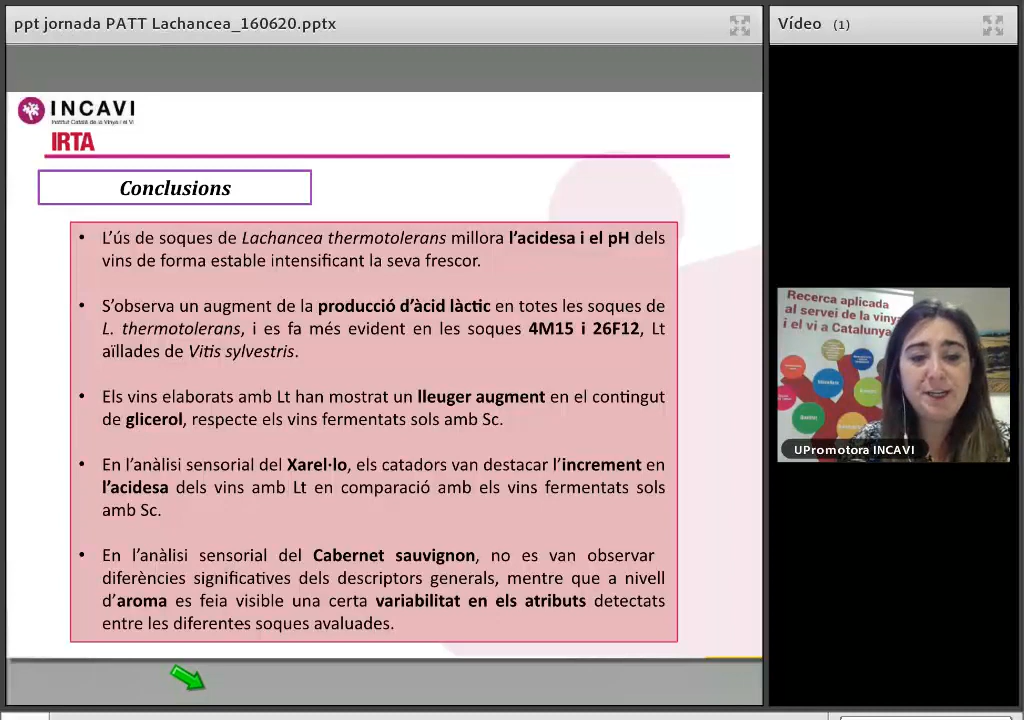 ppt jornada PATT Lachancea_160620.pptx
Vídeo (1)
INCAVI
Institut Català de la Vinya i el Vi
IRTA
Conclusions
• L'ús de soques de Lachancea thermotolerans millora l'acidesa i el pH dels
vins de forma estable intensificant la seva frescor.
• S'observa un augment de la producció d'àcid làctic en totes les soques de
L. thermotolerans, i es fa més evident en les soques 4M15 i 26F12, Lt
aïllades de Vitis sylvestris.
• Els vins elaborats amb Lt han mostrat un lleuger augment en el contingut
de glicerol, respecte els vins fermentats sols amb Sc.
• En l'anàlisi sensorial del Xarel·lo, els catadors van destacar l'increment en
l'acidesa dels vins amb Lt en comparació amb els vins fermentats sols
amb Sc.
• En l'anàlisi sensorial del Cabernet sauvignon, no es van observar
diferències significatives dels descriptors generals, mentre que a nivell
d'aroma es feia visible una certa variabilitat en els atributs detectats
entre les diferentes soques avaluades.
Recerca aplicada
al servei de la vinya
i el vi a Catalunya
UPromotora INCAVI